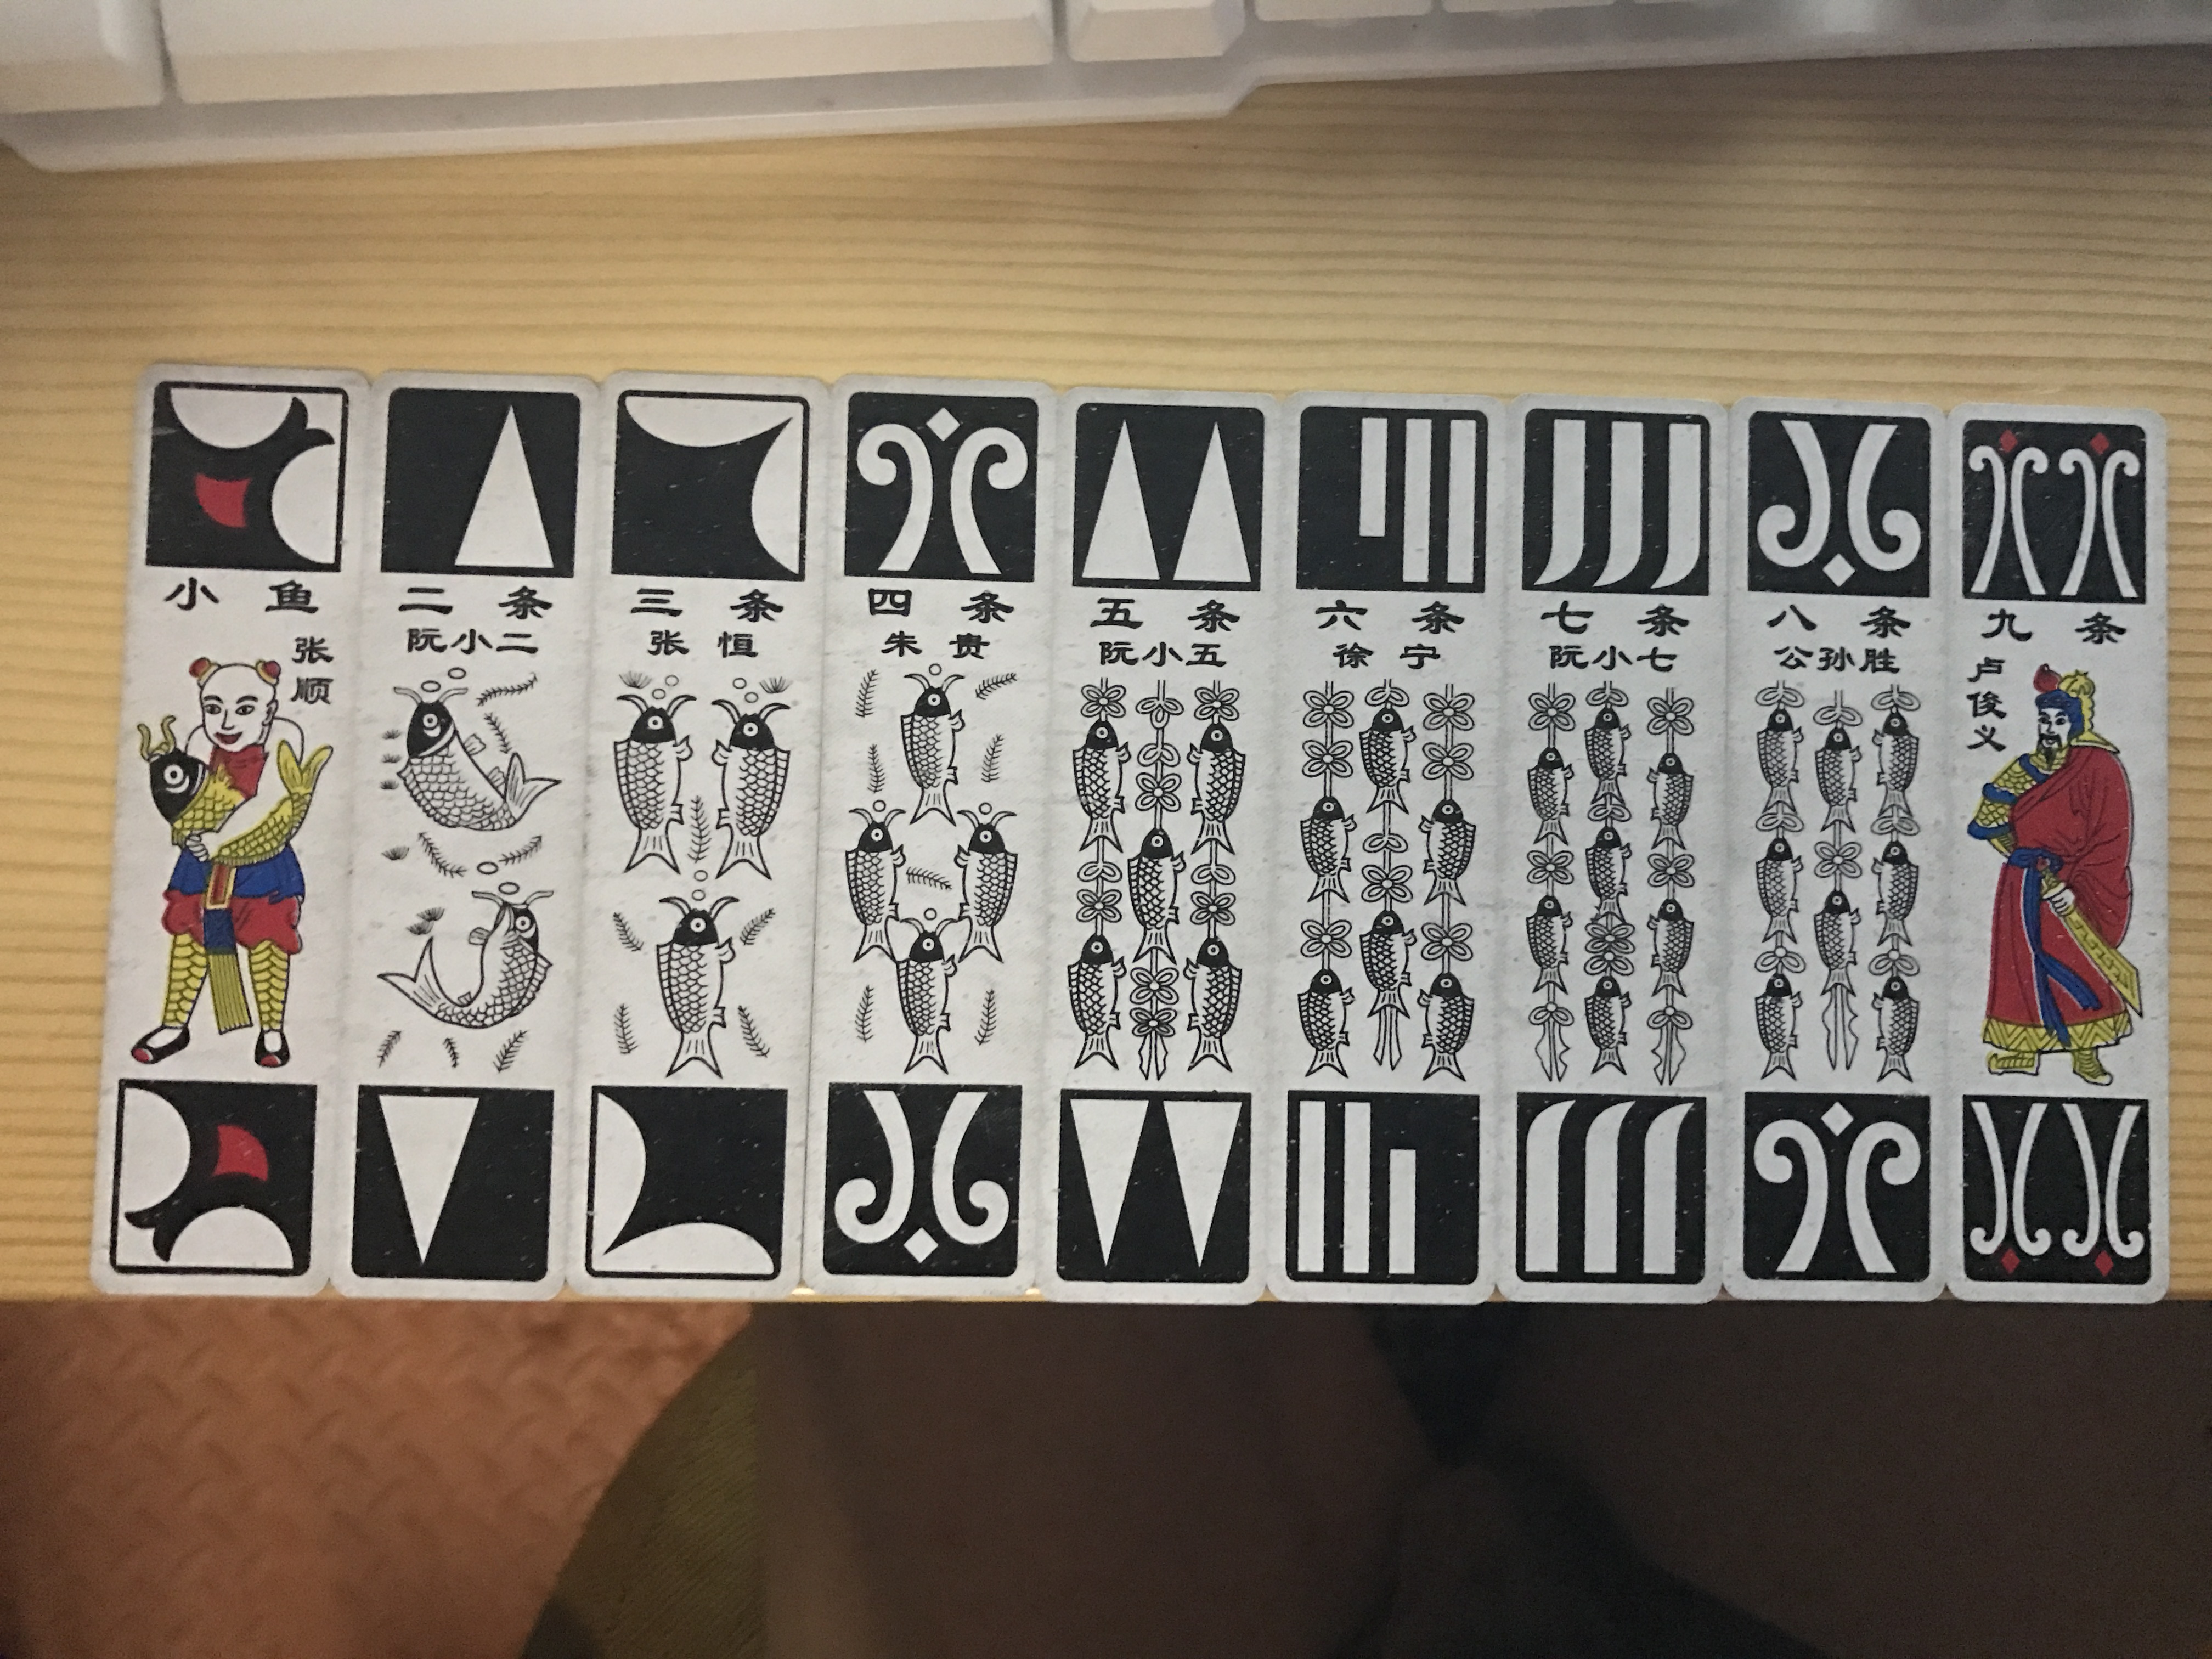 小 鱼
张
顺
二 条
阮小二
三 条
张 恒
四 条
朱 贵
五 条
阮小五
六 条
徐 宁
七 条
阮小七
八 条
公孙胜
九 条
卢
俊
义